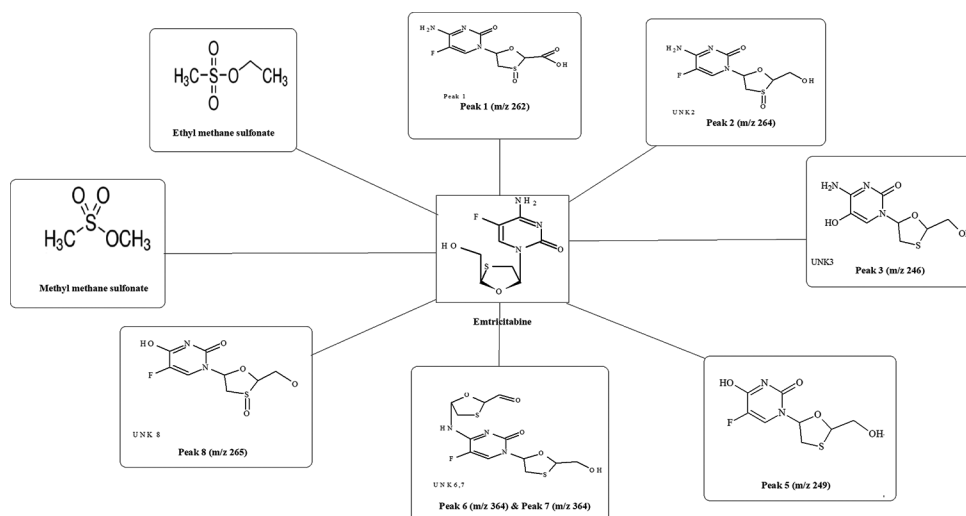 O
H₃C-S-O CH₃
O
Ethyl methane sulfonate
H₂N N O
F N O O
S OH
O
Peak 1
Peak 1 (m/z 262)
H₂N N O
F N O
S OH
O
UNK2
Peak 2 (m/z 264)
O O
S
H₃C OCH₃
Methyl methane sulfonate
NH₂
F N
HO N O
S
O
Emtricitabine
H₂N N O
HO N O
S O
UNK3
Peak 3 (m/z 246)
HO N O
F N O
S O
O
UNK 8
Peak 8 (m/z 265)
O O
S
HN N O
F N O
S OH
UNK6,7
Peak 6 (m/z 364) & Peak 7 (m/z 364)
HO N O
F N O
S OH
Peak 5 (m/z 249)